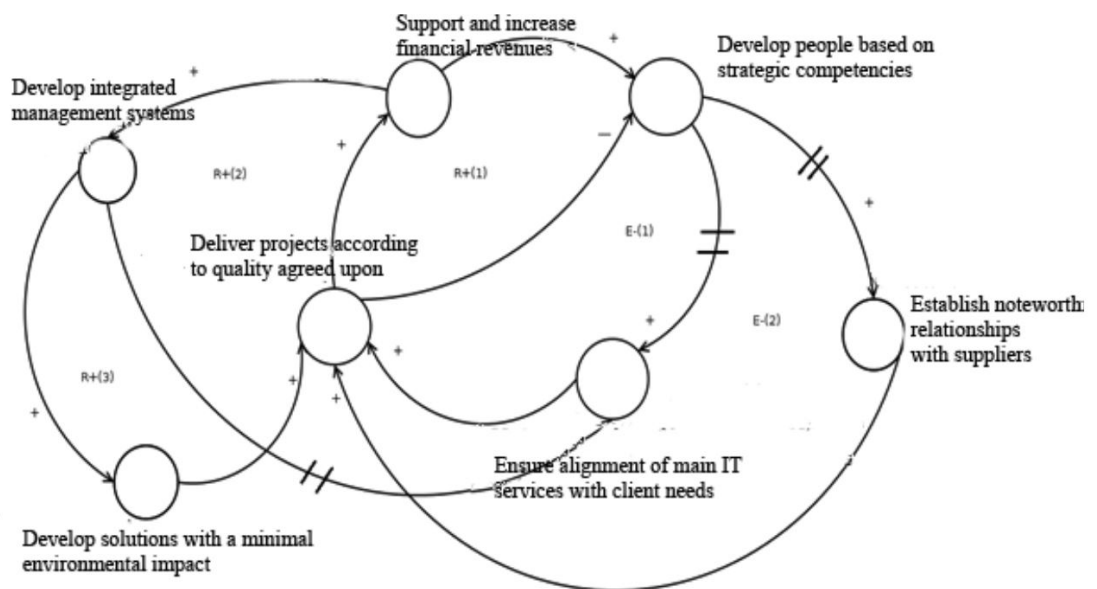 Support and increase
financial revenues
+
Develop people based on
strategic competencies
+
Develop integrated
management systems
+
–
R+(2)
R+(1)
+
E-(1)
Deliver projects according
to quality agreed upon
Establish noteworth
relationships
with suppliers
+
E-(2)
+
R+(3)
+
+
+
Ensure alignment of main IT
services with client needs
Develop solutions with a minimal
environmental impact